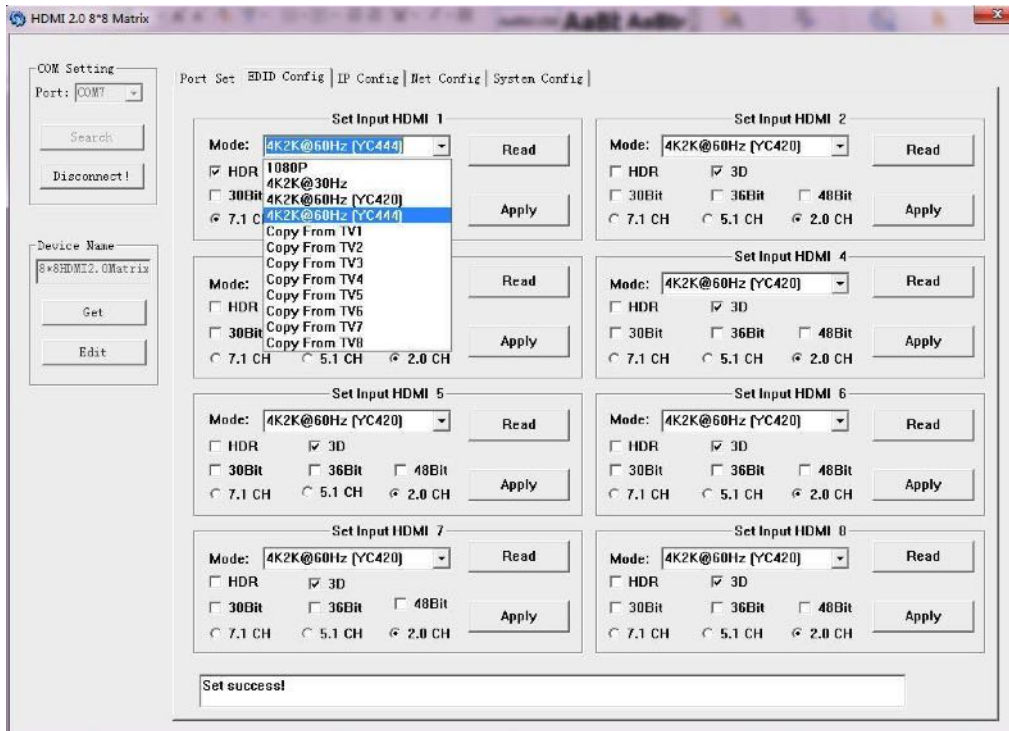 HDMI 2.0 8*8 Matrix
COM Setting
Port: COM7
Search
Disconnect!
Device Name
8*8HDMI2.0Matrix
Get
Edit
Port Set EDID Config IP Config Net Config System Config
Set Input HDMI 1
Mode: 4K2K@60Hz (YC444) Read
HDR
30Bit
7.1 C Apply
1080P
4K2K@30Hz
4K2K@60Hz (YC420)
4K2K@60Hz (YC444)
Copy From TV1
Copy From TV2
Copy From TV3
Copy From TV4
Copy From TV5
Copy From TV6
Copy From TV7
Copy From TV8
Set Input HDMI 2
Mode: 4K2K@60Hz (YC420) Read
HDR 3D
30Bit 36Bit 48Bit
7.1 CH 5.1 CH 2.0 CH Apply
Mode: Read
HDR
30Bit
7.1 CH 5.1 CH 2.0 CH Apply
Set Input HDMI 4
Mode: 4K2K@60Hz (YC420) Read
HDR 3D
30Bit 36Bit 48Bit
7.1 CH 5.1 CH 2.0 CH Apply
Set Input HDMI 5
Mode: 4K2K@60Hz (YC420) Read
HDR 3D
30Bit 36Bit 48Bit
7.1 CH 5.1 CH 2.0 CH Apply
Set Input HDMI 6
Mode: 4K2K@60Hz (YC420) Read
HDR 3D
30Bit 36Bit 48Bit
7.1 CH 5.1 CH 2.0 CH Apply
Set Input HDMI 7
Mode: 4K2K@60Hz (YC420) Read
HDR 3D
30Bit 36Bit 48Bit
7.1 CH 5.1 CH 2.0 CH Apply
Set Input HDMI 8
Mode: 4K2K@60Hz (YC420) Read
HDR 3D
30Bit 36Bit 48Bit
7.1 CH 5.1 CH 2.0 CH Apply
Set success!